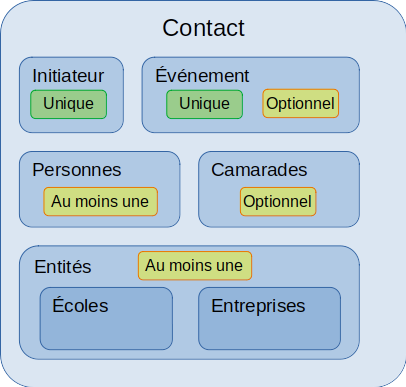 Contact
Initiateur
Unique
Événement
Unique
Optionnel
Personnes
Au moins une
Camarades
Optionnel
Entités
Au moins une
Écoles
Entreprises